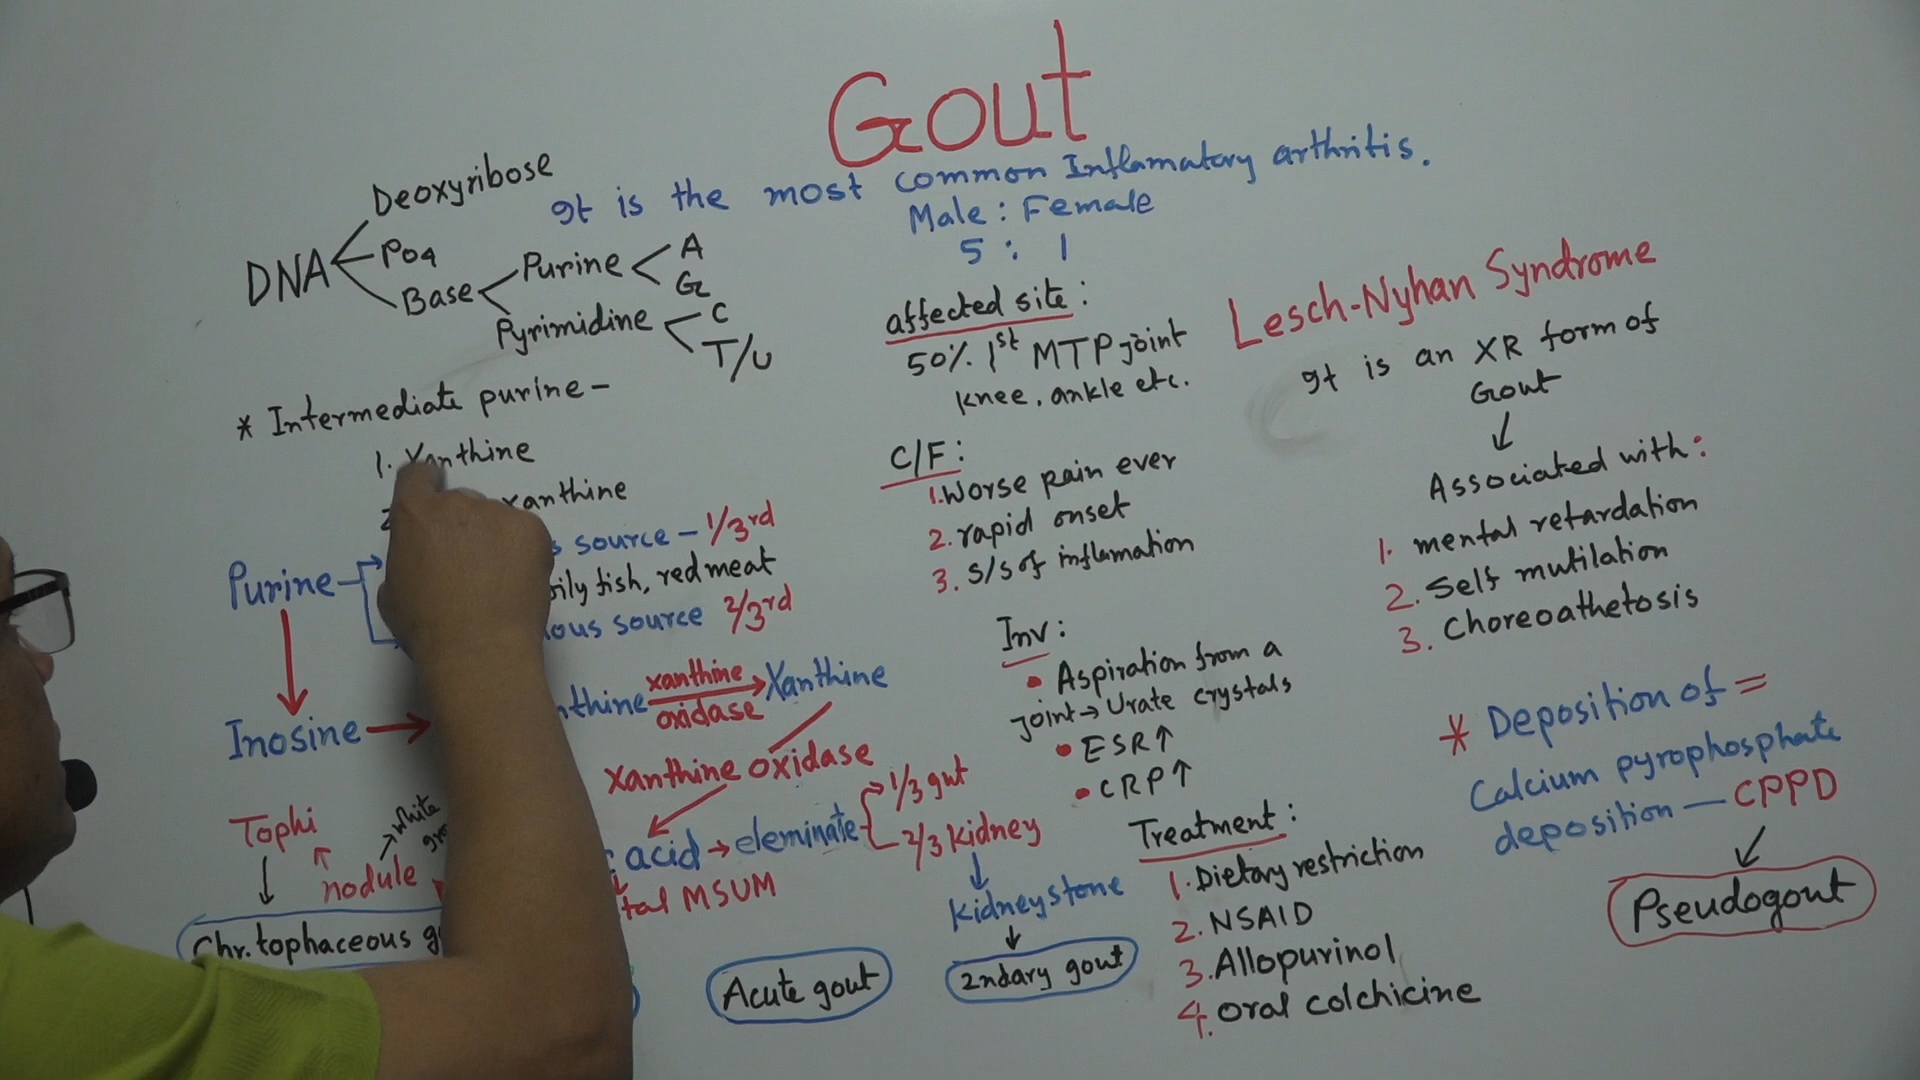 Gout
It is the most common Inflamatory arthritis.
Male : Female
5 : 1
DNA
Deoxyribose
PO4
Base
Purine
A
G
Pyrimidine
C
T/U
* Intermediate purine -
1. Xanthine
xanthine
source - 1/3rd
oily fish, red meat
source 2/3rd
Purine
Inosine
xanthine
oxidase
Xanthine
Xanthine oxidase
acid → eleminate
1/3 gut
2/3 kidney
MSUM
Kidney stone
2ndary gout
Tophi
nodule
white
Chr. tophaceous
Acute gout
affected site :
50% 1st MTP joint
knee, ankle etc.
C/F :
1. Worse pain ever
2. rapid onset
3. S/S of inflamation
Inv :
• Aspiration from a
joint → Urate crystals
• ESR↑
• CRP↑
Treatment :
1. Dietary restriction
2. NSAID
3. Allopurinol
4. oral colchicine
Lesch-Nyhan Syndrome
It is an XR form of
Gout
Associated with :
1. mental retardation
2. Self mutilation
3. Choreoathetosis
* Deposition of =
Calcium pyrophosphate
deposition — CPPD
Pseudogout